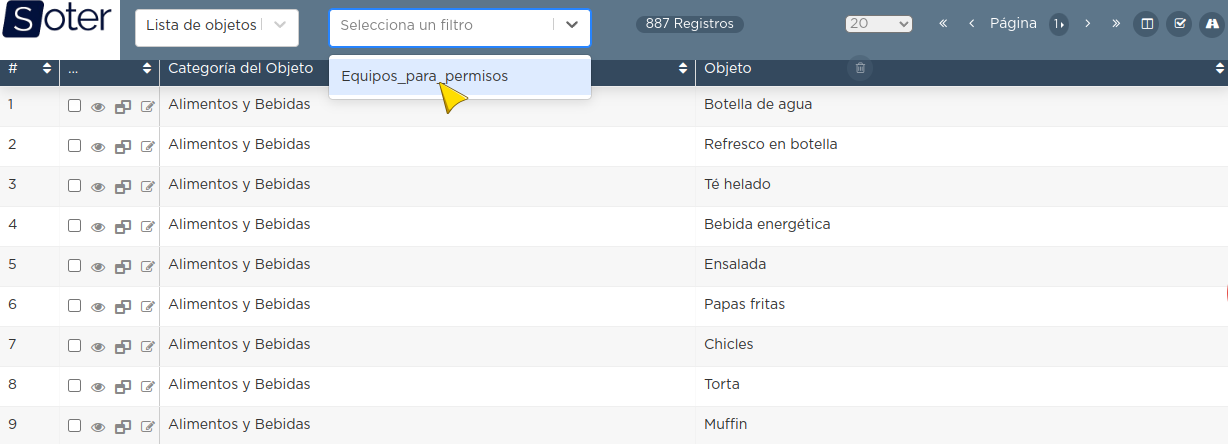 Soter
Lista de objetos
Selecciona un filtro
887 Registros
20
« ‹ Página 1 › »
# ... Categoría del Objeto Objeto
Equipos_para_permisos
1 Alimentos y Bebidas Botella de agua
2 Alimentos y Bebidas Refresco en botella
3 Alimentos y Bebidas Té helado
4 Alimentos y Bebidas Bebida energética
5 Alimentos y Bebidas Ensalada
6 Alimentos y Bebidas Papas fritas
7 Alimentos y Bebidas Chicles
8 Alimentos y Bebidas Torta
9 Alimentos y Bebidas Muffin